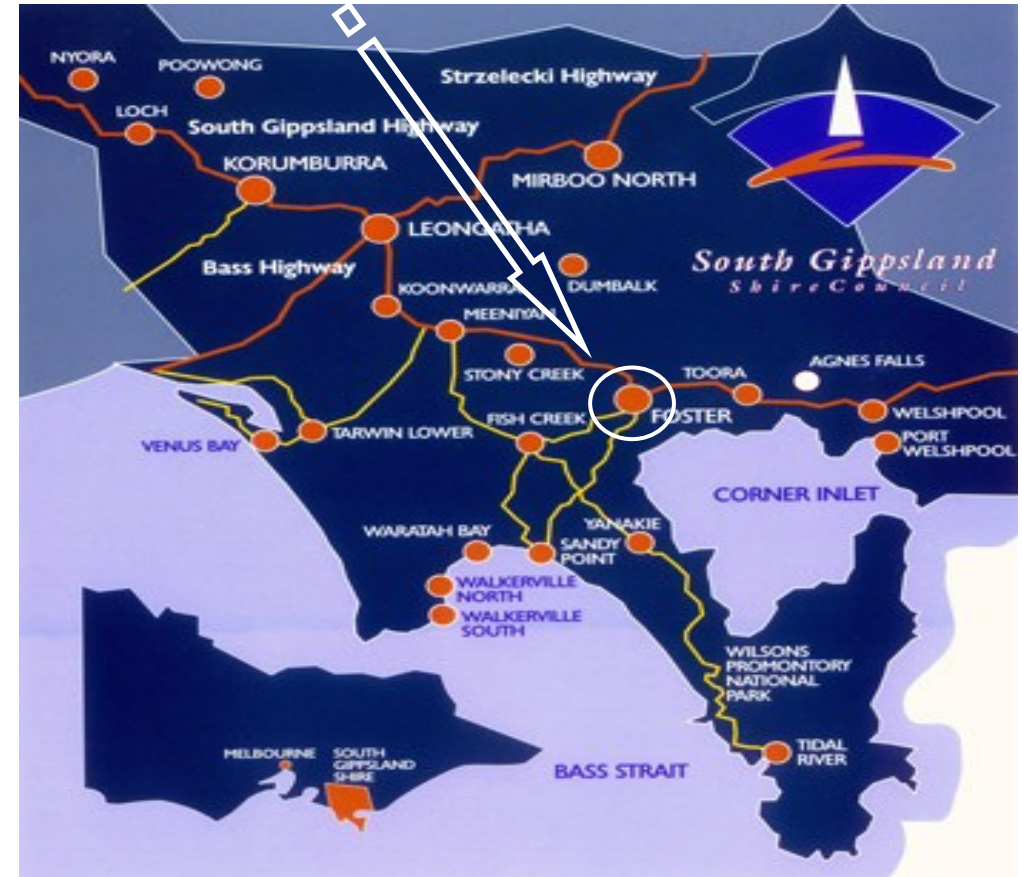 NYORA
POOWONG
Strzelecki Highway
LOCH
South Gippsland Highway
KORUMBURRA
MIRBOO NORTH
LEONGATHA
South Gippsland
Shire Council
Bass Highway
DUMBALK
KOONWARRA
MEENIYAN
STONY CREEK
TOORA
AGNES FALLS
FISH CREEK
FOSTER
WELSHPOOL
TARWIN LOWER
VENUS BAY
PORT
WELSHPOOL
CORNER INLET
WARATAH BAY
YANAKIE
SANDY
POINT
WALKERVILLE
NORTH
WALKERVILLE
SOUTH
WILSONS
PROMONTORY
NATIONAL
PARK
TIDAL
RIVER
MELBOURNE
SOUTH
GIPPSLAND
SHIRE
BASS STRAIT